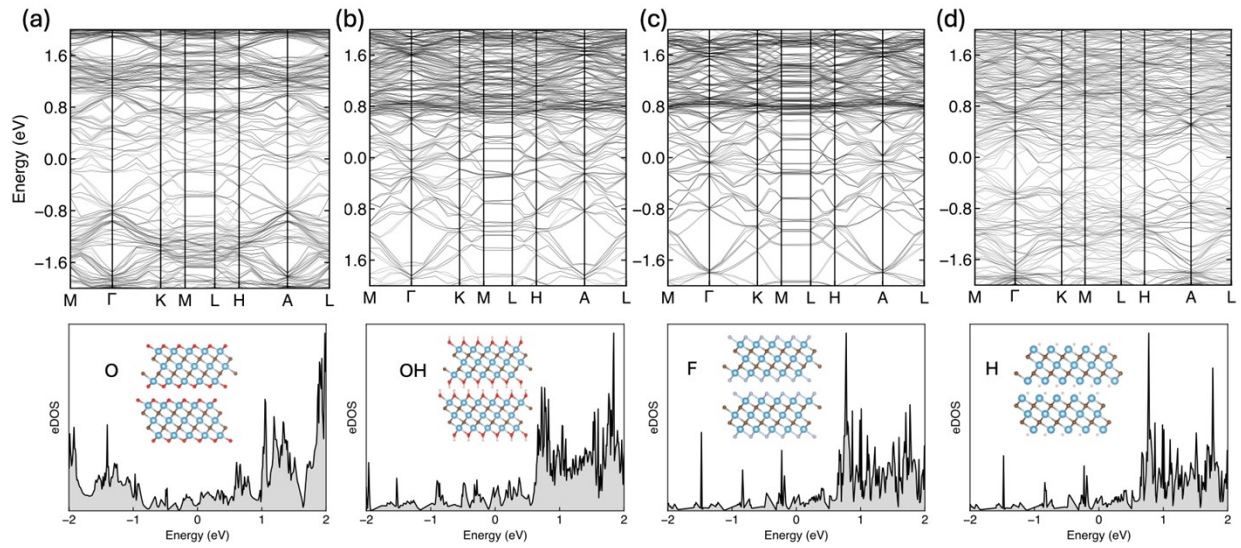 (a) (b) (c) (d)
Energy (eV)
1.6 1.6 1.6 1.6
0.8 0.8 0.8 0.8
0.0 0.0 0.0 0.0
−0.8 −0.8 −0.8 −0.8
−1.6 1.6 1.6 −1.6
M Γ K M L H A L M Γ K M L H A L M Γ K M L H A L M Γ K M L H A L
O OH F H
eDOS eDOS eDOS eDOS
−2 −1 0 1 2 −2 −1 0 1 2 −2 −1 0 1 2 −2 −1 0 1 2
Energy (eV) Energy (eV) Energy (eV) Energy (eV)